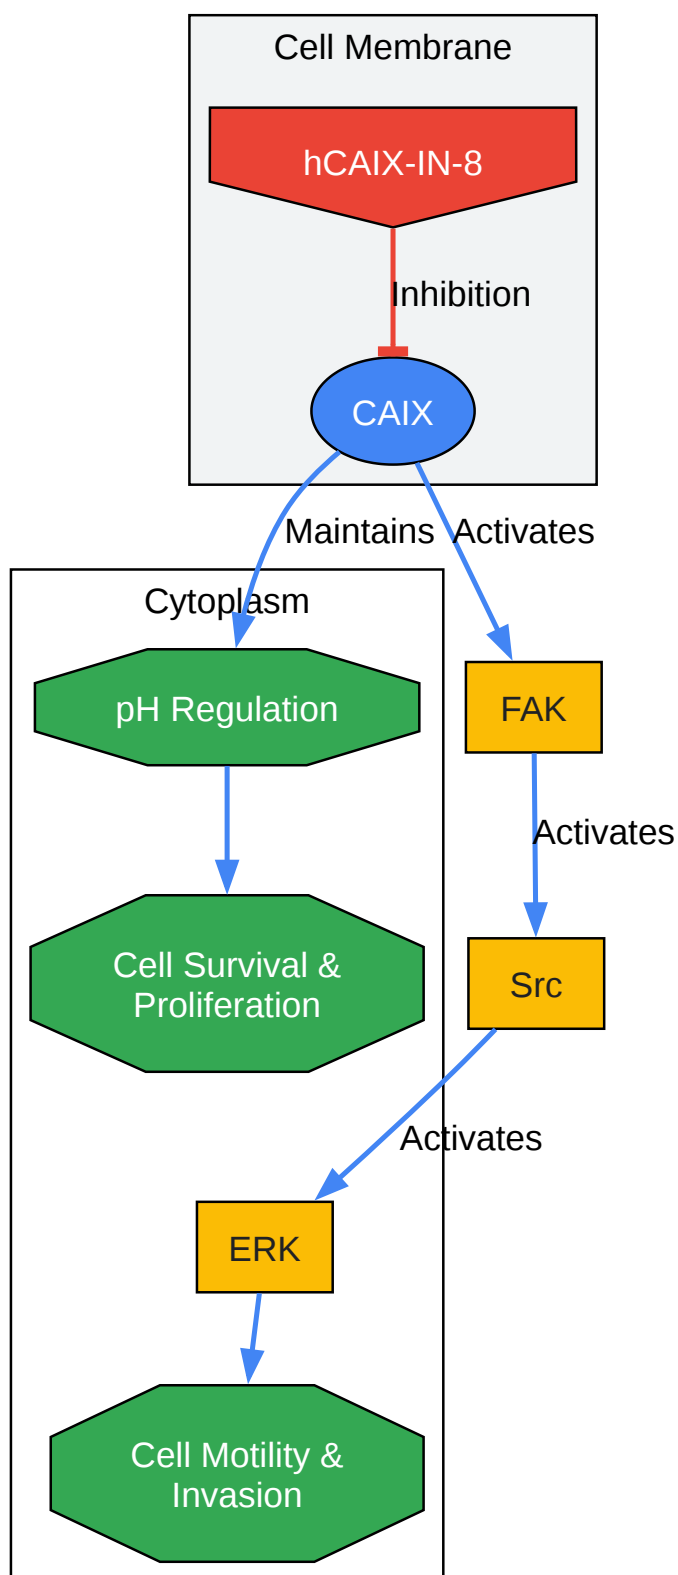 Cell Membrane
hCAIX-IN-8
Inhibition
CAIX
Maintains
Activates
Cytoplasm
pH Regulation
FAK
Activates
Cell Survival &
Proliferation
Src
Activates
ERK
Cell Motility &
Invasion